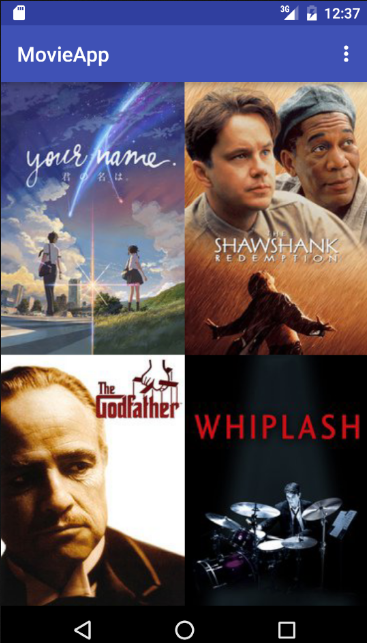 3G 12:37
MovieApp
your name.
君の名は。
THE
SHAWSHANK
REDEMPTION
The
Godfather
WHIPLASH